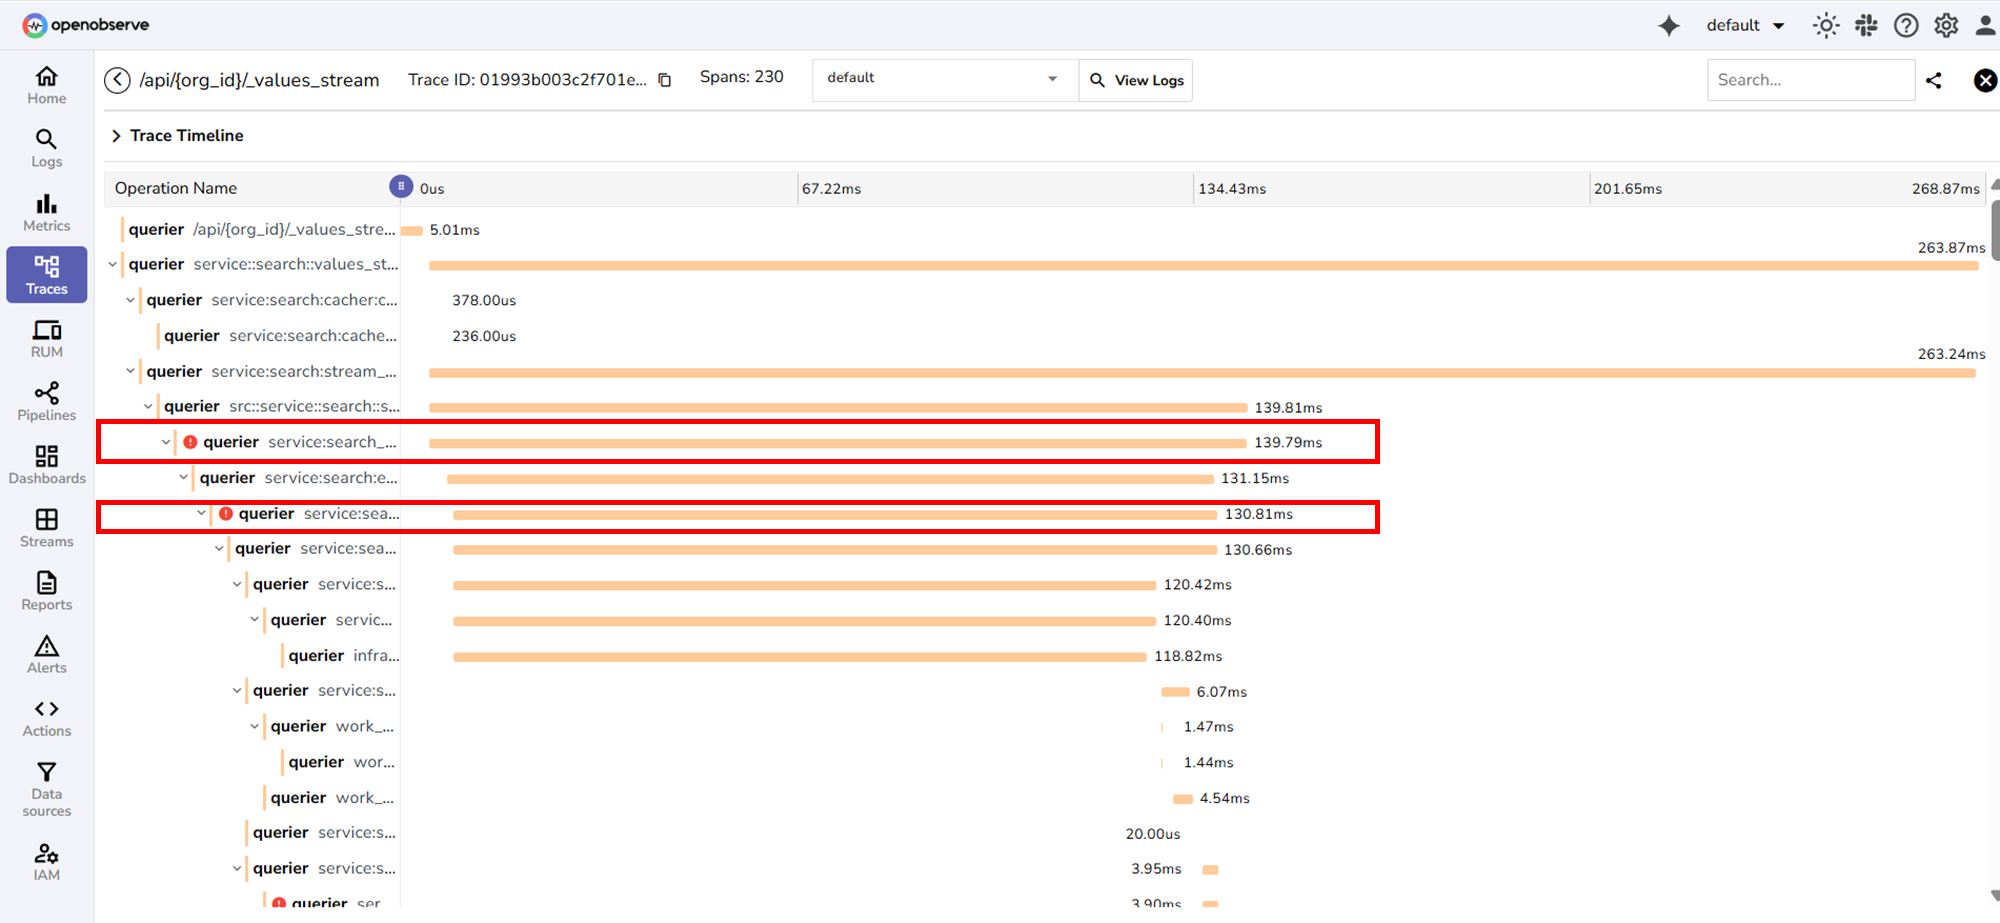 openobserve
default
Home
Logs
Metrics
Traces
RUM
Pipelines
Dashboards
Streams
Reports
Alerts
Actions
Data
sources
IAM
/api/{org_id}/_values_stream
Trace ID: 01993b003c2f701e...
Spans: 230
default
View Logs
Search...
Trace Timeline
Operation Name
0us
67.22ms
134.43ms
201.65ms
268.87ms
querier /api/{org_id}/_values_stre... 5.01ms
querier service::search::values_st... 263.87ms
querier service:search:cacher:c... 378.00us
querier service:search:cache... 236.00us
querier service:search:stream_... 263.24ms
querier src::service::search::s... 139.81ms
querier service:search_... 139.79ms
querier service:search:e... 131.15ms
querier service:sea... 130.81ms
querier service:sea... 130.66ms
querier service:s... 120.42ms
querier servic... 120.40ms
querier infra... 118.82ms
querier service:s... 6.07ms
querier work_... 1.47ms
querier wor... 1.44ms
querier work_... 4.54ms
querier service:s... 20.00us
querier service:s... 3.95ms
querier ser 3.90ms